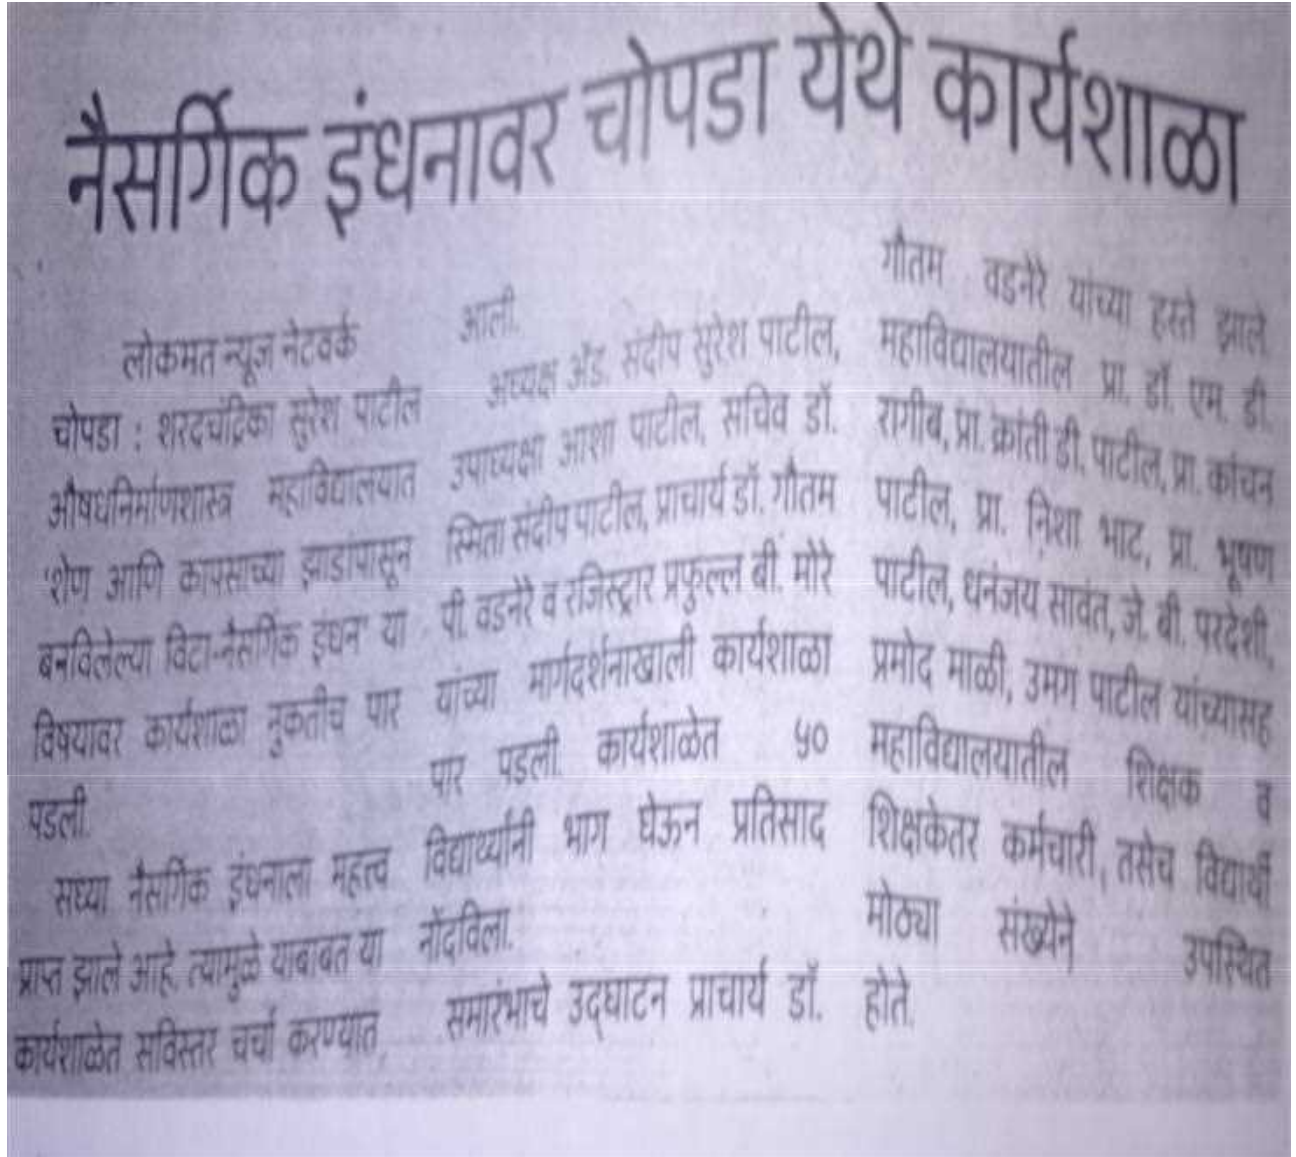 नैसर्गिक इंधनावर चोपडा येथे कार्यशाळा
लोकमत न्यूज नेटवर्क
चोपडा : शरदचंद्रिका सुरेश पाटील
औषधनिर्माणशास्त्र महाविद्यालयात
'शेण आणि कापसाच्या झाडांपासून
बनविलेल्या विटा-नैसर्गिक इंधन' या
विषयावर कार्यशाळा नुकतीच पार
पडली.
सध्या नैसर्गिक इंधनाला महत्त्व
प्राप्त झाले आहे. त्यामुळे याबाबत या
कार्यशाळेत सविस्तर चर्चा करण्यात
आली.
अध्यक्ष ॲड. संदीप सुरेश पाटील,
उपाध्यक्षा आशा पाटील, सचिव डॉ.
स्मिता संदीप पाटील, प्राचार्य डॉ. गौतम
पी. वडनेरे व रजिस्ट्रार प्रफुल्ल बी. मोरे
यांच्या मार्गदर्शनाखाली कार्यशाळा
पार पडली. कार्यशाळेत ५०
विद्यार्थ्यांनी भाग घेऊन प्रतिसाद
नोंदविला.
समारंभाचे उद्‌घाटन प्राचार्य डॉ.
गौतम वडनेरे यांच्या हस्ते झाले.
महाविद्यालयातील प्रा. डॉ. एम. डी.
रागीब, प्रा. क्रांती डी. पाटील, प्रा. कांचन
पाटील, प्रा. निशा भाट, प्रा. भूषण
पाटील, धनंजय सावंत, जे. बी. परदेशी,
प्रमोद माळी, उमंग पाटील यांच्यासह
महाविद्यालयातील शिक्षक व
शिक्षकेतर कर्मचारी, तसेच विद्यार्थी
मोठ्या संख्येने उपस्थित
होते.